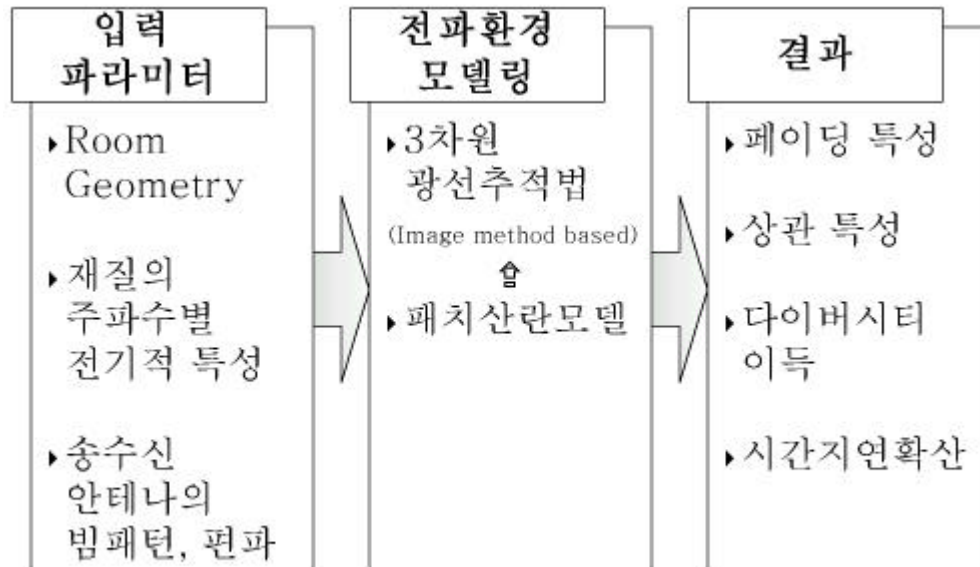 입력
파라미터
Room
Geometry
재질의
주파수별
전기적 특성
송수신
안테나의
빔패턴, 편파
전파환경
모델링
3차원
광선추적법
(Image method based)
패치산란모델
결과
페이딩 특성
상관 특성
다이버시티
이득
시간지연확산